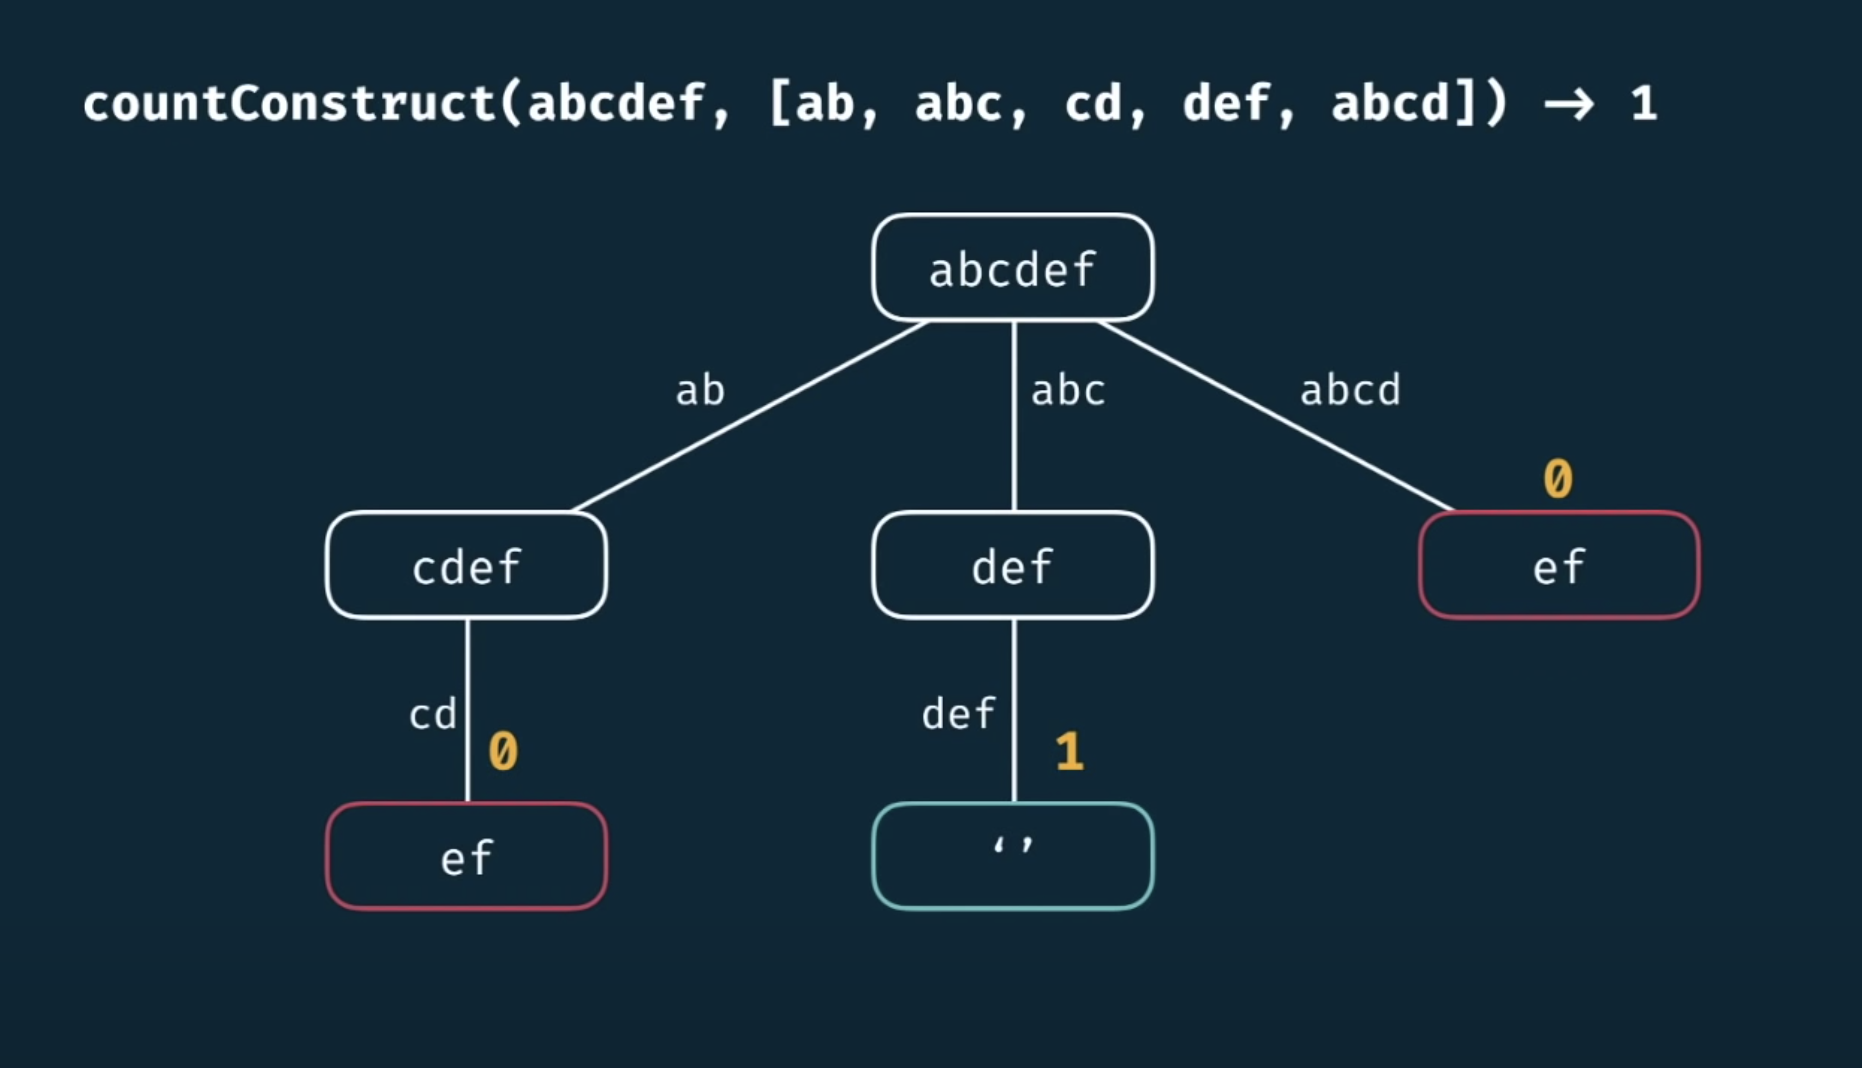 countConstruct(abcdef, [ab, abc, cd, def, abcd]) → 1
abcdef
ab
abc
abcd
0
cdef
def
ef
cd
def
0
1
ef
‘’